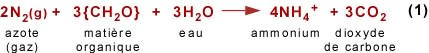 2N₂(g) + 3{CH₂O} + 3H₂O → 4NH₄⁺ + 3CO₂ (1)
azote matière eau ammonium dioxyde
(gaz) organique de carbone